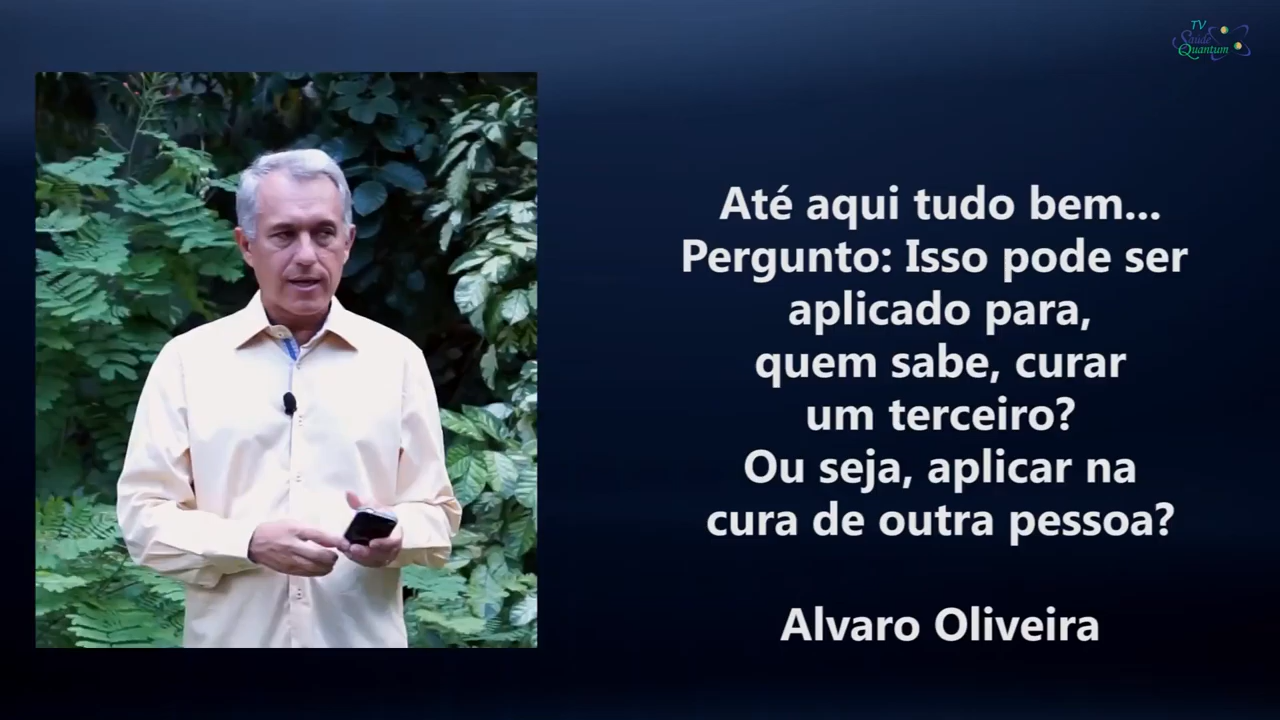 TV
Saúde
Quantum
Até aqui tudo bem...
Pergunto: Isso pode ser
aplicado para,
quem sabe, curar
um terceiro?
Ou seja, aplicar na
cura de outra pessoa?
Alvaro Oliveira